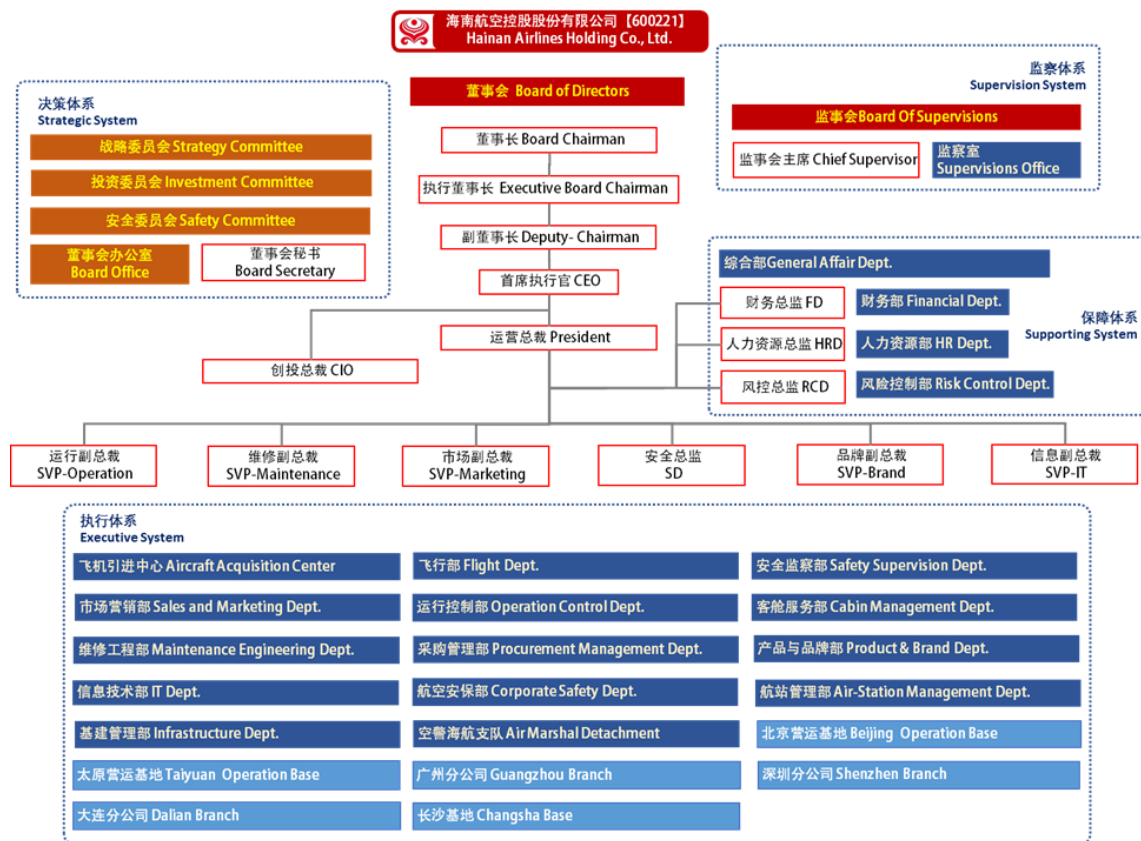 海南航空控股股份有限公司【600221】
Hainan Airlines Holding Co., Ltd.
董事会 Board of Directors
董事长 Board Chairman
执行董事长 Executive Board Chairman
副董事长 Deputy- Chairman
首席执行官 CEO
运营总裁 President
创投总裁 CIO
决策体系
Strategic System
战略委员会 Strategy Committee
投资委员会 Investment Committee
安全委员会 Safety Committee
董事会办公室
Board Office
董事会秘书
Board Secretary
监察体系
Supervision System
监事会Board Of Supervisions
监事会主席 Chief Supervisor
监察室
Supervisions Office
综合部General Affair Dept.
财务总监 FD
财务部 Financial Dept.
保障体系
Supporting System
人力资源总监 HRD
人力资源部 HR Dept.
风控总监 RCD
风险控制部 Risk Control Dept.
运行副总裁
SVP-Operation
维修副总裁
SVP-Maintenance
市场副总裁
SVP-Marketing
安全总监
SD
品牌副总裁
SVP-Brand
信息副总裁
SVP-IT
执行体系
Executive System
飞机引进中心 Aircraft Acquisition Center
飞行部 Flight Dept.
安全监察部 Safety Supervision Dept.
市场营销部 Sales and Marketing Dept.
运行控制部 Operation Control Dept.
客舱服务部 Cabin Management Dept.
维修工程部 Maintenance Engineering Dept.
采购管理部 Procurement Management Dept.
产品与品牌部 Product & Brand Dept.
信息技术部 IT Dept.
航空安保部 Corporate Safety Dept.
航站管理部 Air-Station Management Dept.
基建管理部 Infrastructure Dept.
空警海航支队 Air Marshal Detachment
北京营运基地 Beijing Operation Base
太原营运基地 Taiyuan Operation Base
广州分公司 Guangzhou Branch
深圳分公司 Shenzhen Branch
大连分公司 Dalian Branch
长沙基地 Changsha Base